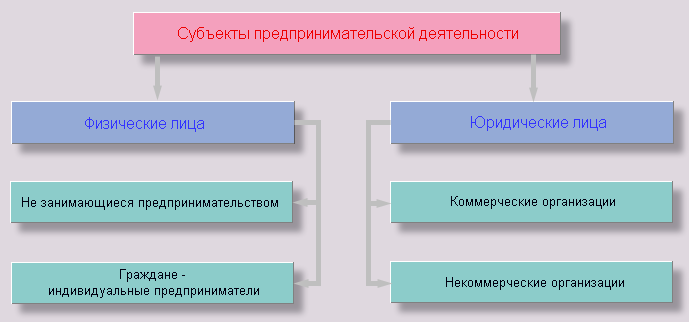 Субъекты предпринимательской деятельности
Физические лица
Юридические лица
Не занимающиеся предпринимательством
Коммерческие организации
Граждане -
индивидуальные предприниматели
Некоммерческие организации